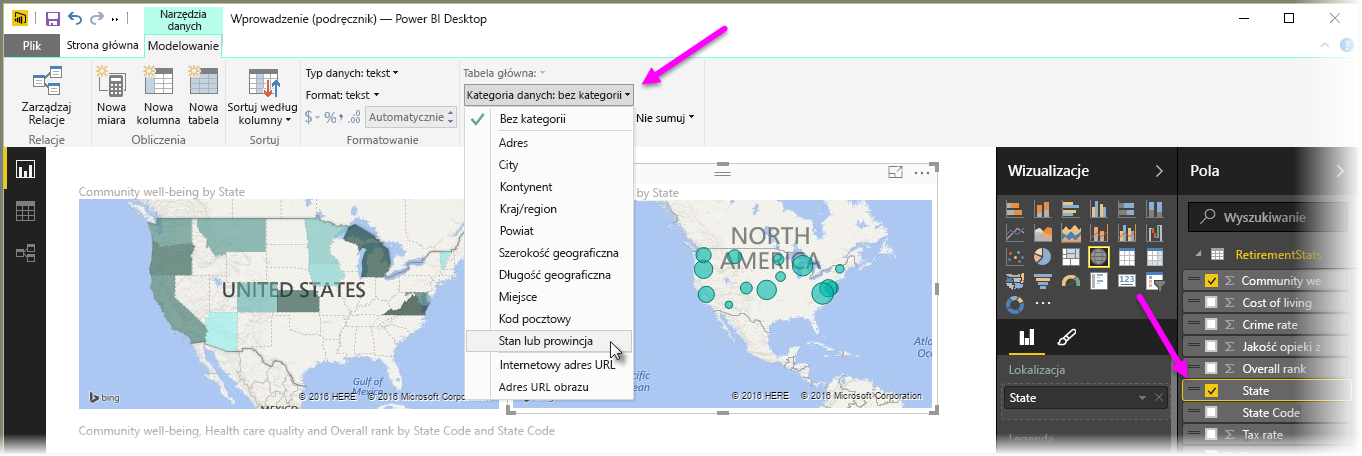 Narzędzia
danych
Wprowadzenie (podręcznik) — Power BI Desktop
Plik
Strona główna
Modelowanie
Zarządzaj
Relacje
Relacje
Nowa
miara
Nowa
kolumna
Nowa
tabela
Obliczenia
Sortuj według
kolumny
Sortuj
Typ danych: tekst
Format: tekst
$ % ,00
Automatycznie
Formatowanie
Tabela główna:
Kategoria danych: bez kategorii
Nie sumuj
Bez kategorii
Adres
City
Kontynent
Kraj/region
Powiat
Szerokość geograficzna
Długość geograficzna
Miejsce
Kod pocztowy
Stan lub prowincja
Internetowy adres URL
Adres URL obrazu
Community well-being by State
UNITED STATES
Gulf of
Mexico
MEXICO
bing
© 2016 HERE © 2016 Microsoft Corporation
by State
NORTH
AMERICA
Atla
Oc
cific
ean
© 2016 HERE © 2016 Microsoft Corporation
Community well-being, Health care quality and Overall rank by State Code and State Code
Wizualizacje
123
Lokalizacja
State
Legenda
Pola
Wyszukiwanie
RetirementStats
Community we
Cost of living
Crime rate
Jakość opieki z
Overall rank
State
State Code
Tax rate